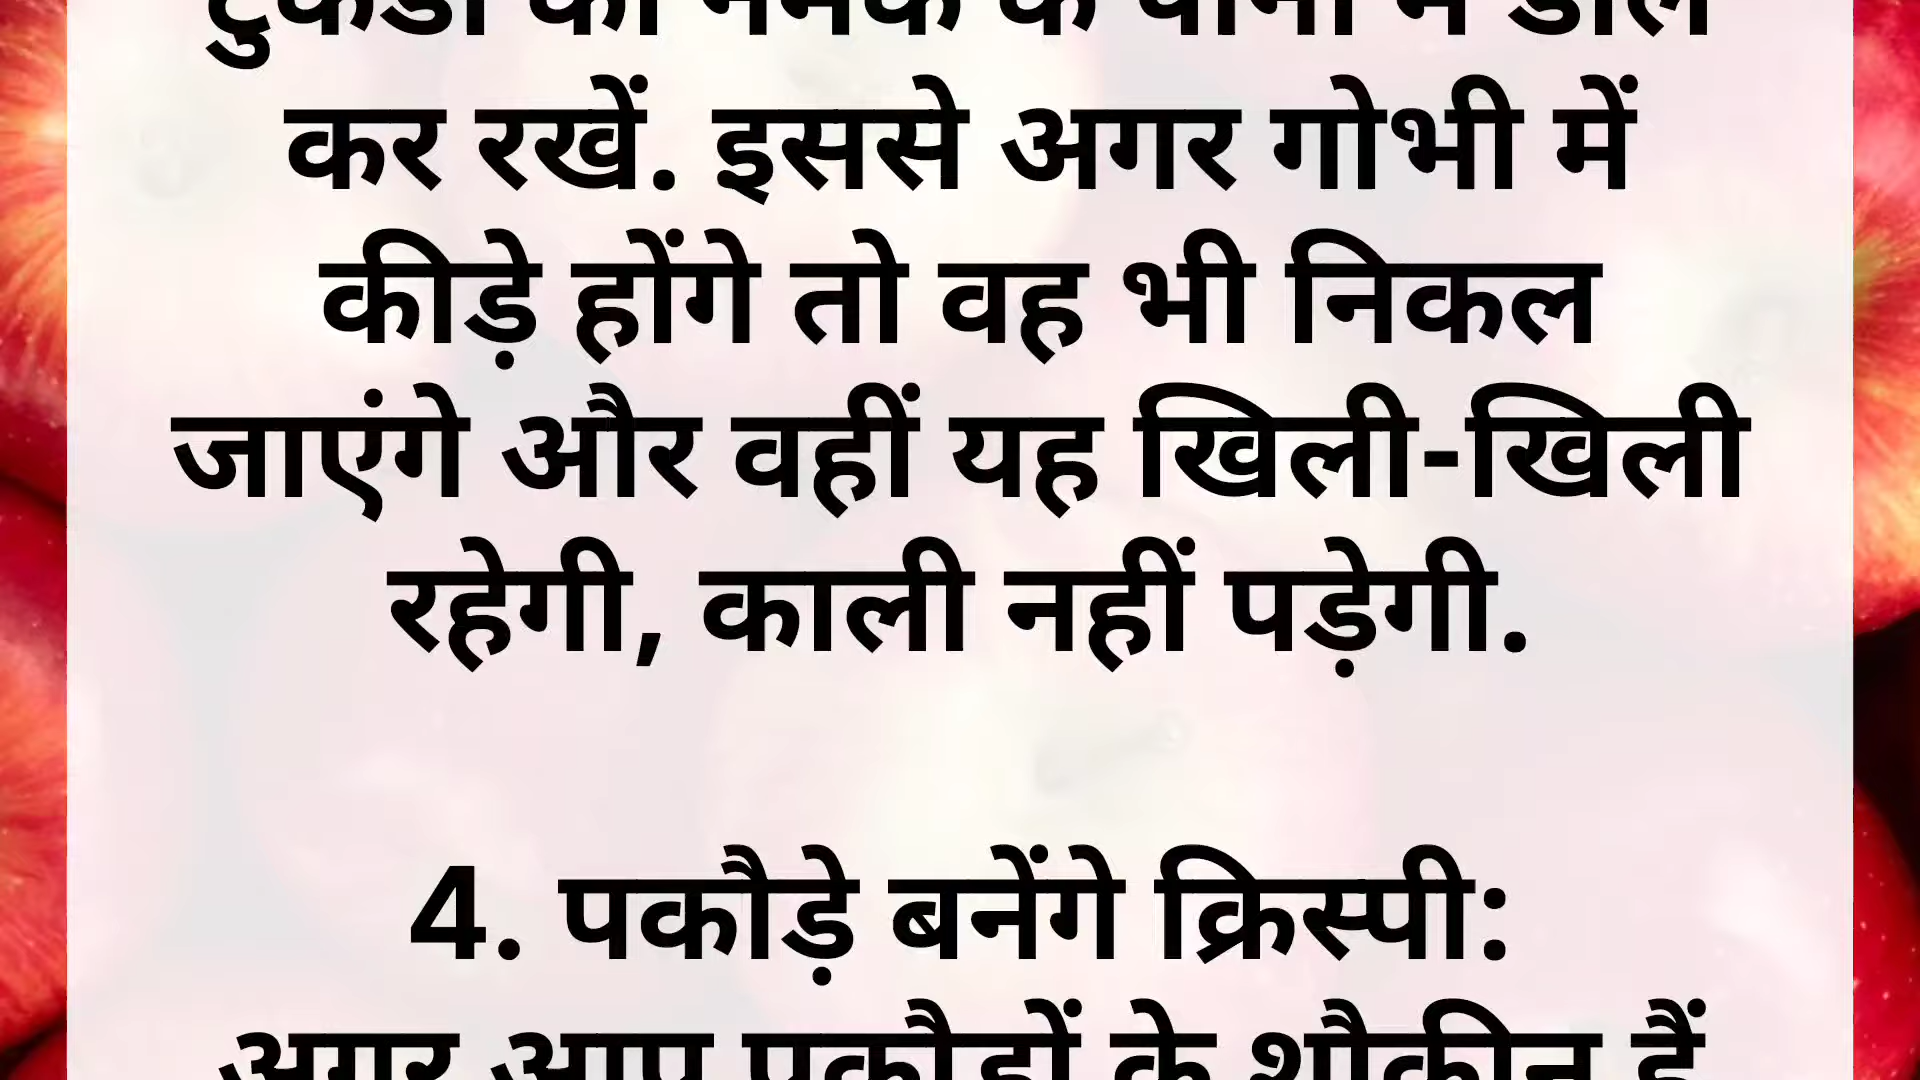 टुकडों को नमक के पानी में डाल
कर रखें. इससे अगर गोभी में
कीड़े होंगे तो वह भी निकल
जाएंगे और वहीं यह खिली-खिली
रहेगी, काली नहीं पड़ेगी.
4. पकौड़े बनेंगे क्रिस्पी:
अगर आप पकौड़ों के शौकीन हैं